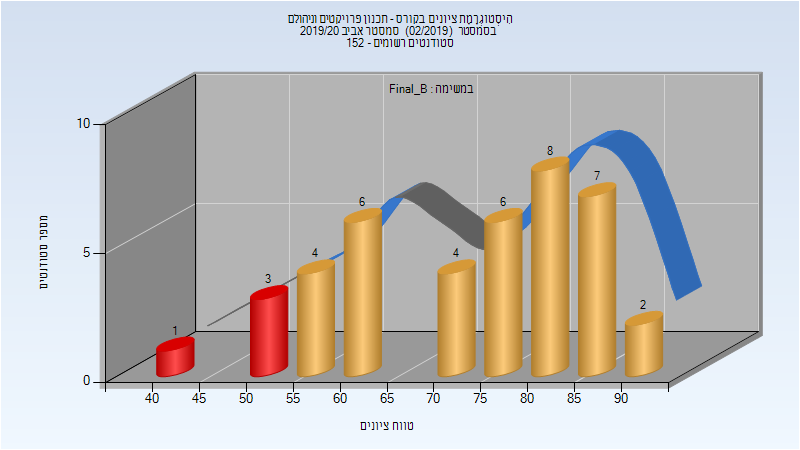 היסטוגרמת ציונים בקורס - תכנון פרויקטים וניהולם
בסמסטר (02/2019) סמסטר אביב 2019/20
סטודנטים רשומים - 152
במשימה : Final_B
מספר סטודנטים
10
5
0
1
3
4
6
4
6
8
7
2
40 45 50 55 60 65 70 75 80 85 90
טווח ציונים